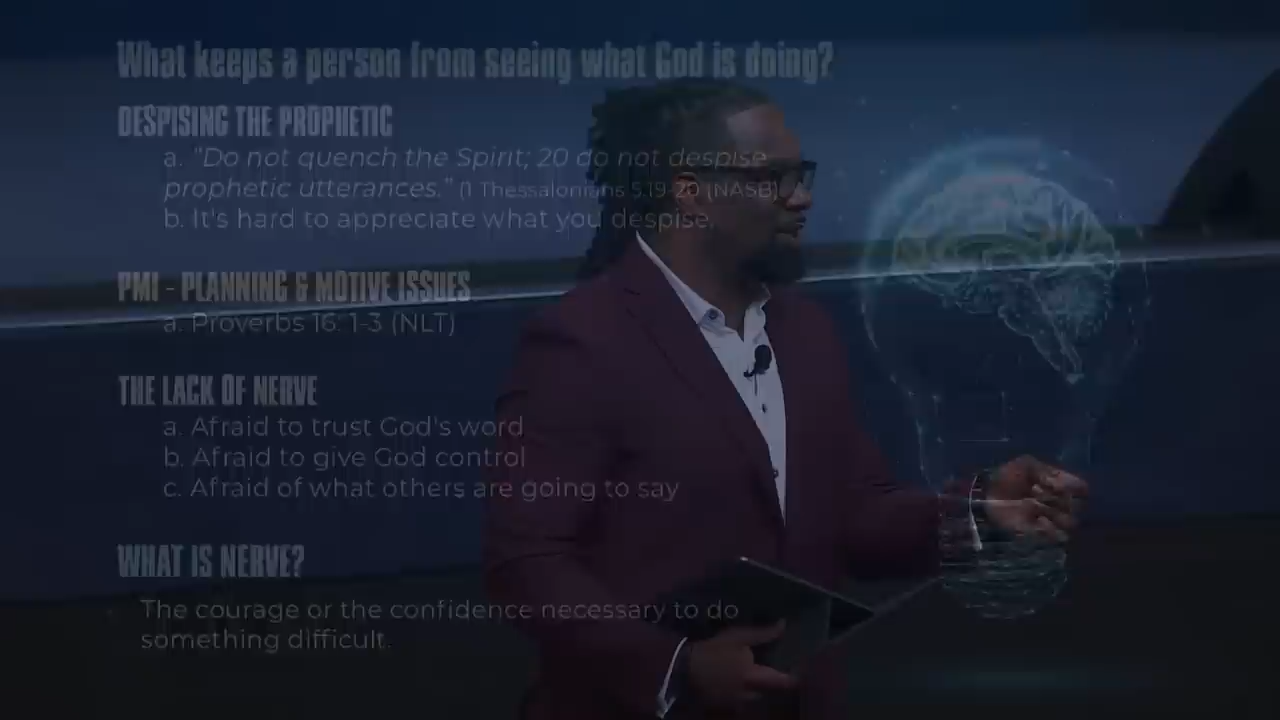 What keeps a person from seeing what God is doing?
DESPISING THE PROPHETIC
a. "Do not quench the Spirit; 20 do not despise
prophetic utterances." (1 Thessalonians 5:19- (NASB)
b. It's hard to appreciate what you despise.
PMI - PLANNING & MOTIVE ISSUES
a. Proverbs 16: 1-3 (NLT)
THE LACK OF NERVE
a. Afraid to trust God's word
b. Afraid to give God control
c. Afraid of what others are going to say
WHAT IS NERVE?
The courage or the confidence necessary to do
something difficult.